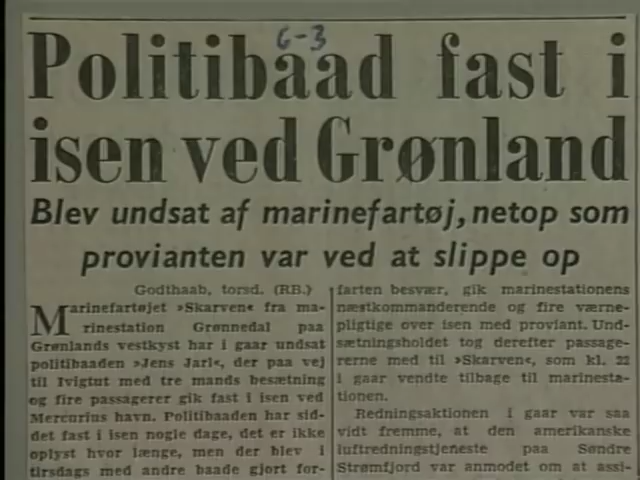 6-3
Politibaad fast i
isen ved Grønland
Blev undsat af marinefartøj, netop som
provianten var ved at slippe op
Godthaab, torsd. (RB.)
Marinefartøjet »Skarven« fra ma-
rinestation Grønnedal paa
Grønlands vestkyst har i gaar undsat
politibaaden »Jens Jarl«, der paa vej
til Ivigtut med tre mands besætning
og fire passagerer gik fast i isen ved
Mercurius havn. Politibaaden har sid-
det fast i isen nogle dage, det er ikke
oplyst hvor længe, men der blev i
tirsdags med andre baade gjort for-
farten besvær, gik marinestationens
næstkommanderende og fire værne-
pligtige over isen med proviant. Und-
sætningsholdet tog derefter passage-
rerne med til »Skarven«, som kl. 22
i gaar vendte tilbage til marinesta-
tionen.
Redningsaktionen i gaar var saa
vidt fremme, at den amerikanske
luftredningstjeneste paa Søndre
Strømfjord var anmodet om at assi-